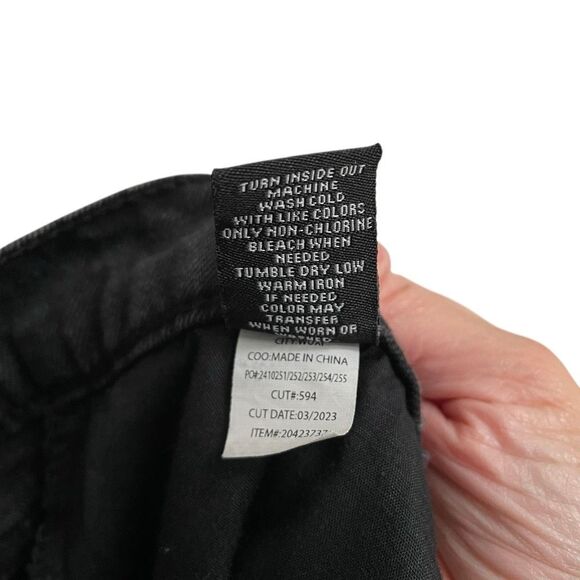 TURN INSIDE OUT
MACHINE
WASH COLD
WITH LIKE COLORS
ONLY NON-CHLORINE
BLEACH WHEN
NEEDED
TUMBLE DRY LOW
WARM IRON
IF NEEDED
COLOR MAY
TRANSFER
WHEN WORN OR
COO:MADE IN CHINA
PO#:2410251/252/253/254/255
CUT#:594
CUT DATE:03/2023
ITEM#:2042373